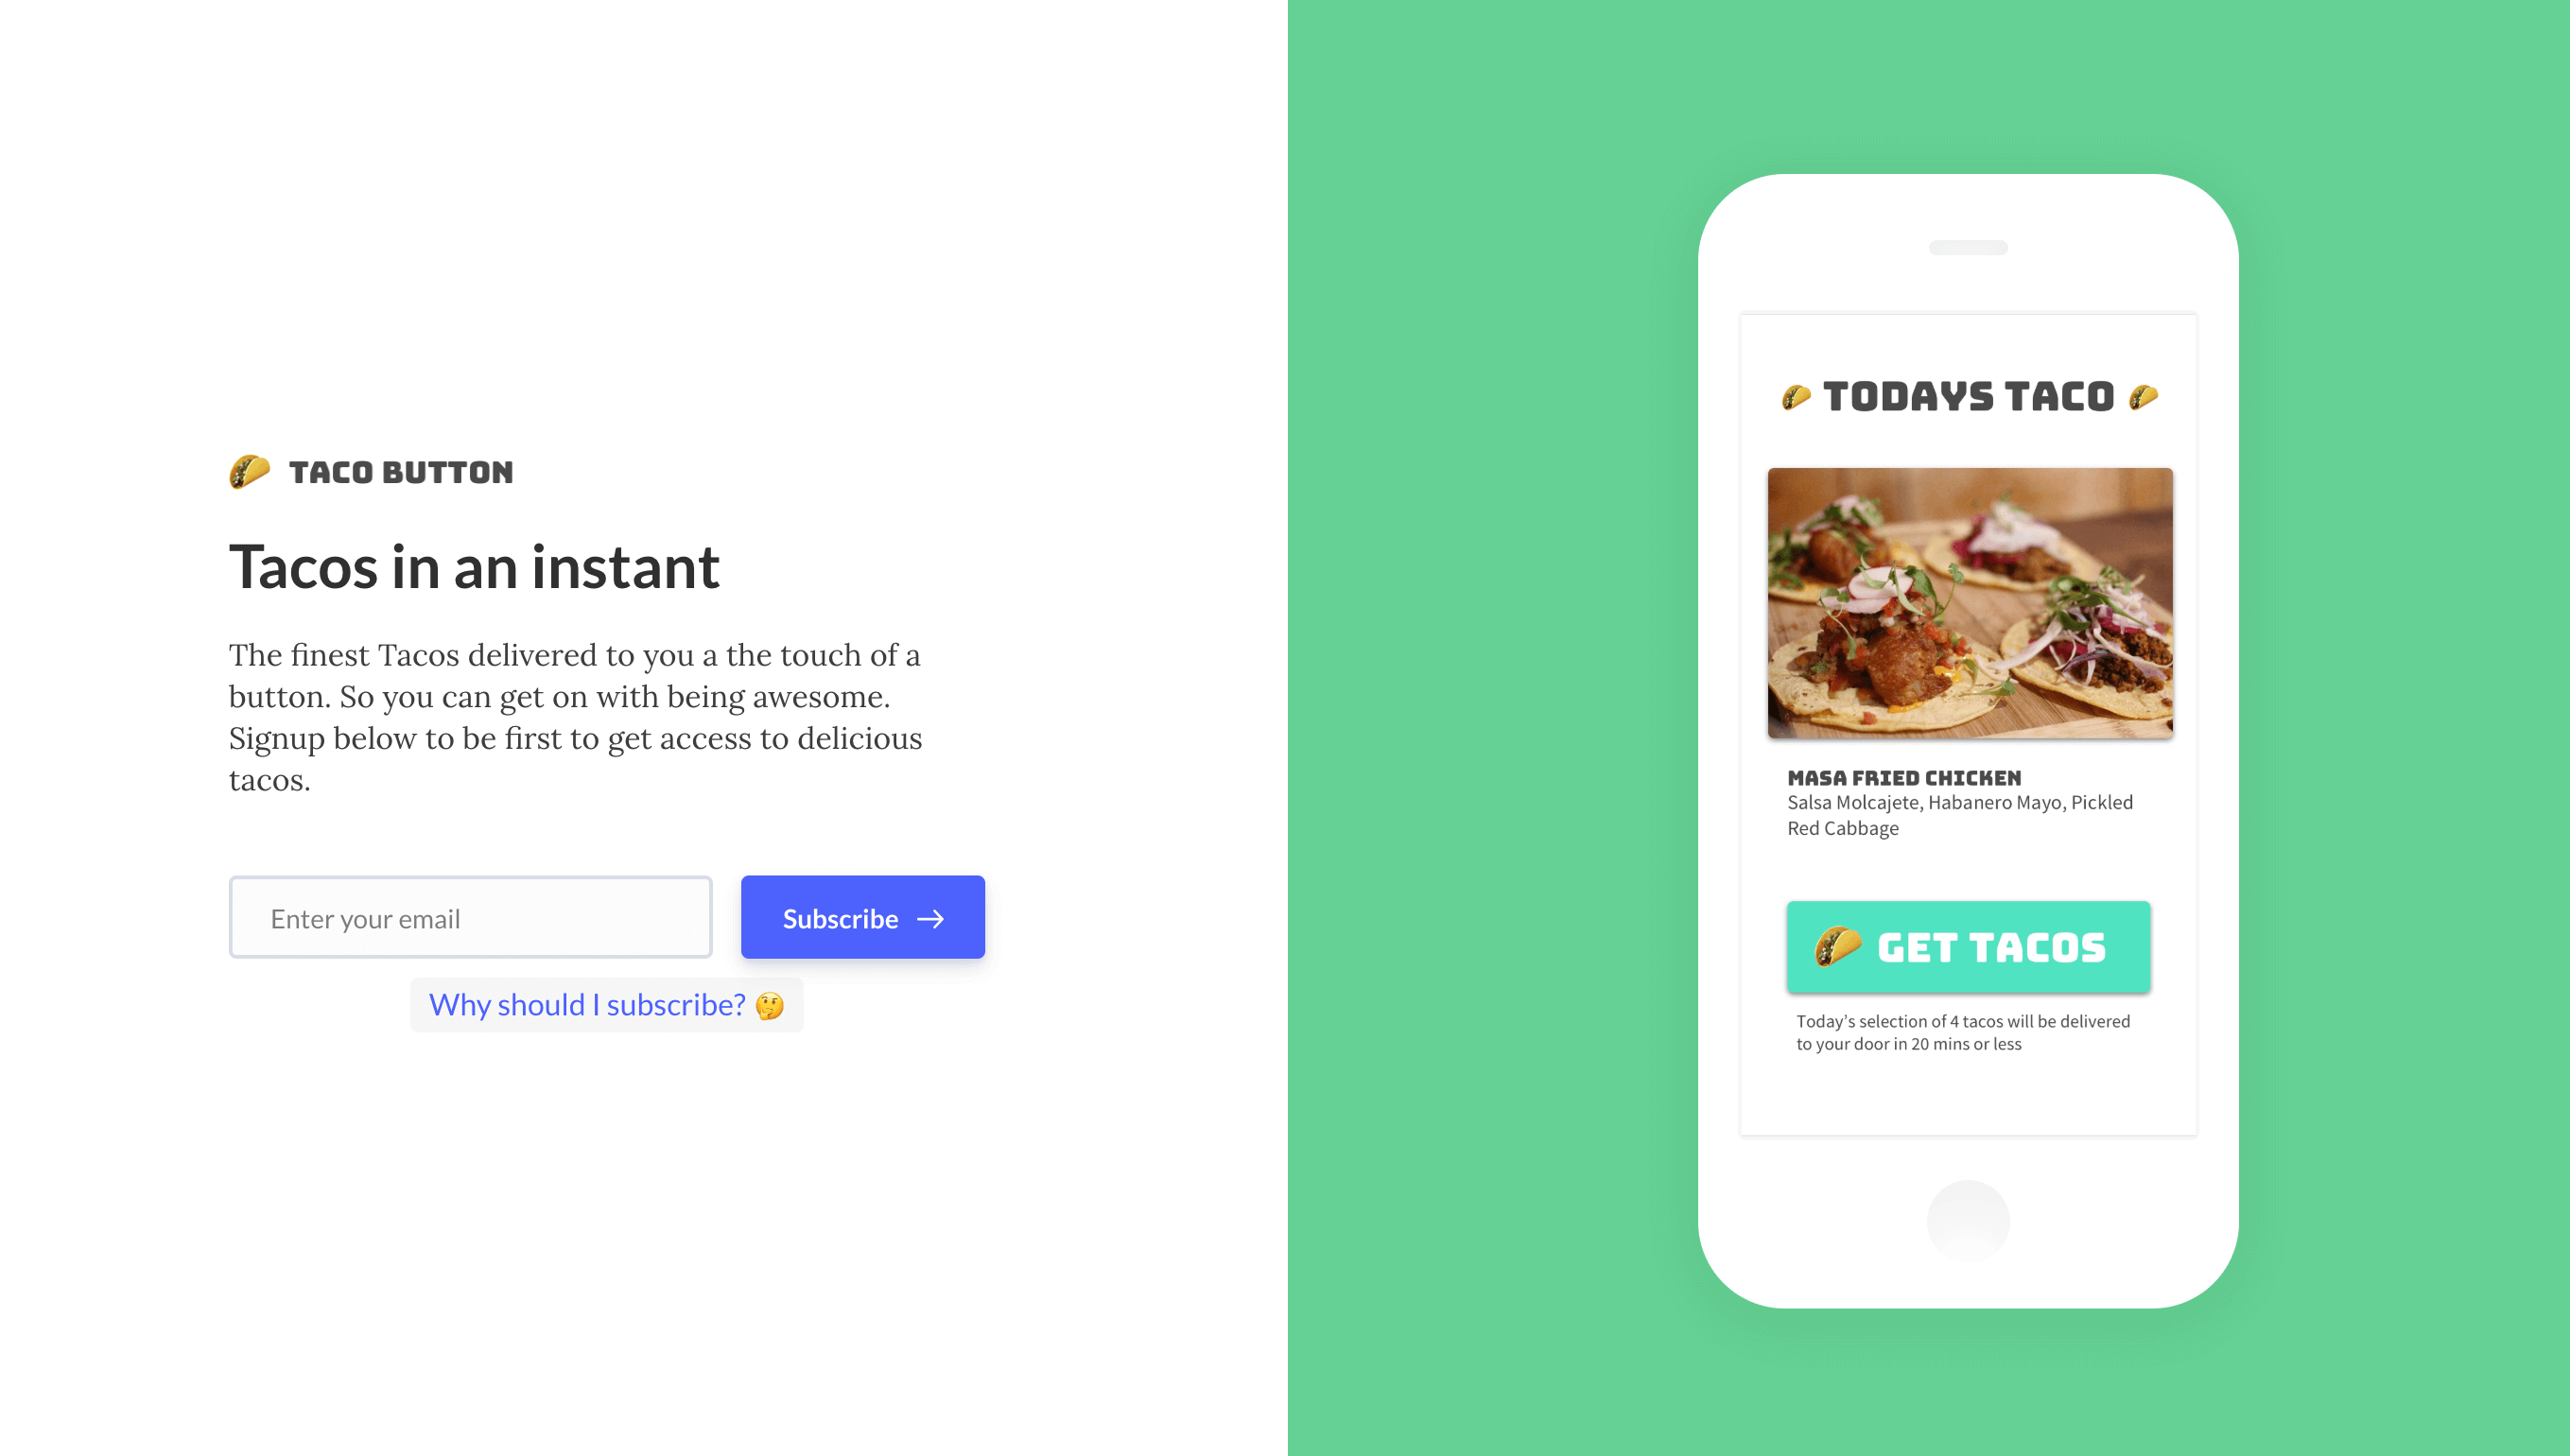 TACO BUTTON
Tacos in an instant
The finest Tacos delivered to you a the touch of a
button. So you can get on with being awesome.
Signup below to be first to get access to delicious
tacos.
Enter your email
Subscribe →
Why should I subscribe? 🤔
TODAYS TACO
MASA FRIED CHICKEN
Salsa Molcajete, Habanero Mayo, Pickled
Red Cabbage
GET TACOS
Today’s selection of 4 tacos will be delivered
to your door in 20 mins or less